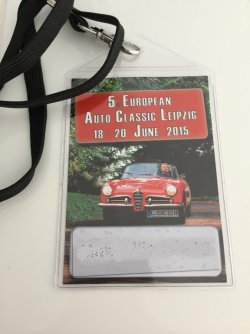 5 European
Auto Classic Leipzig
18 - 20 June 2015